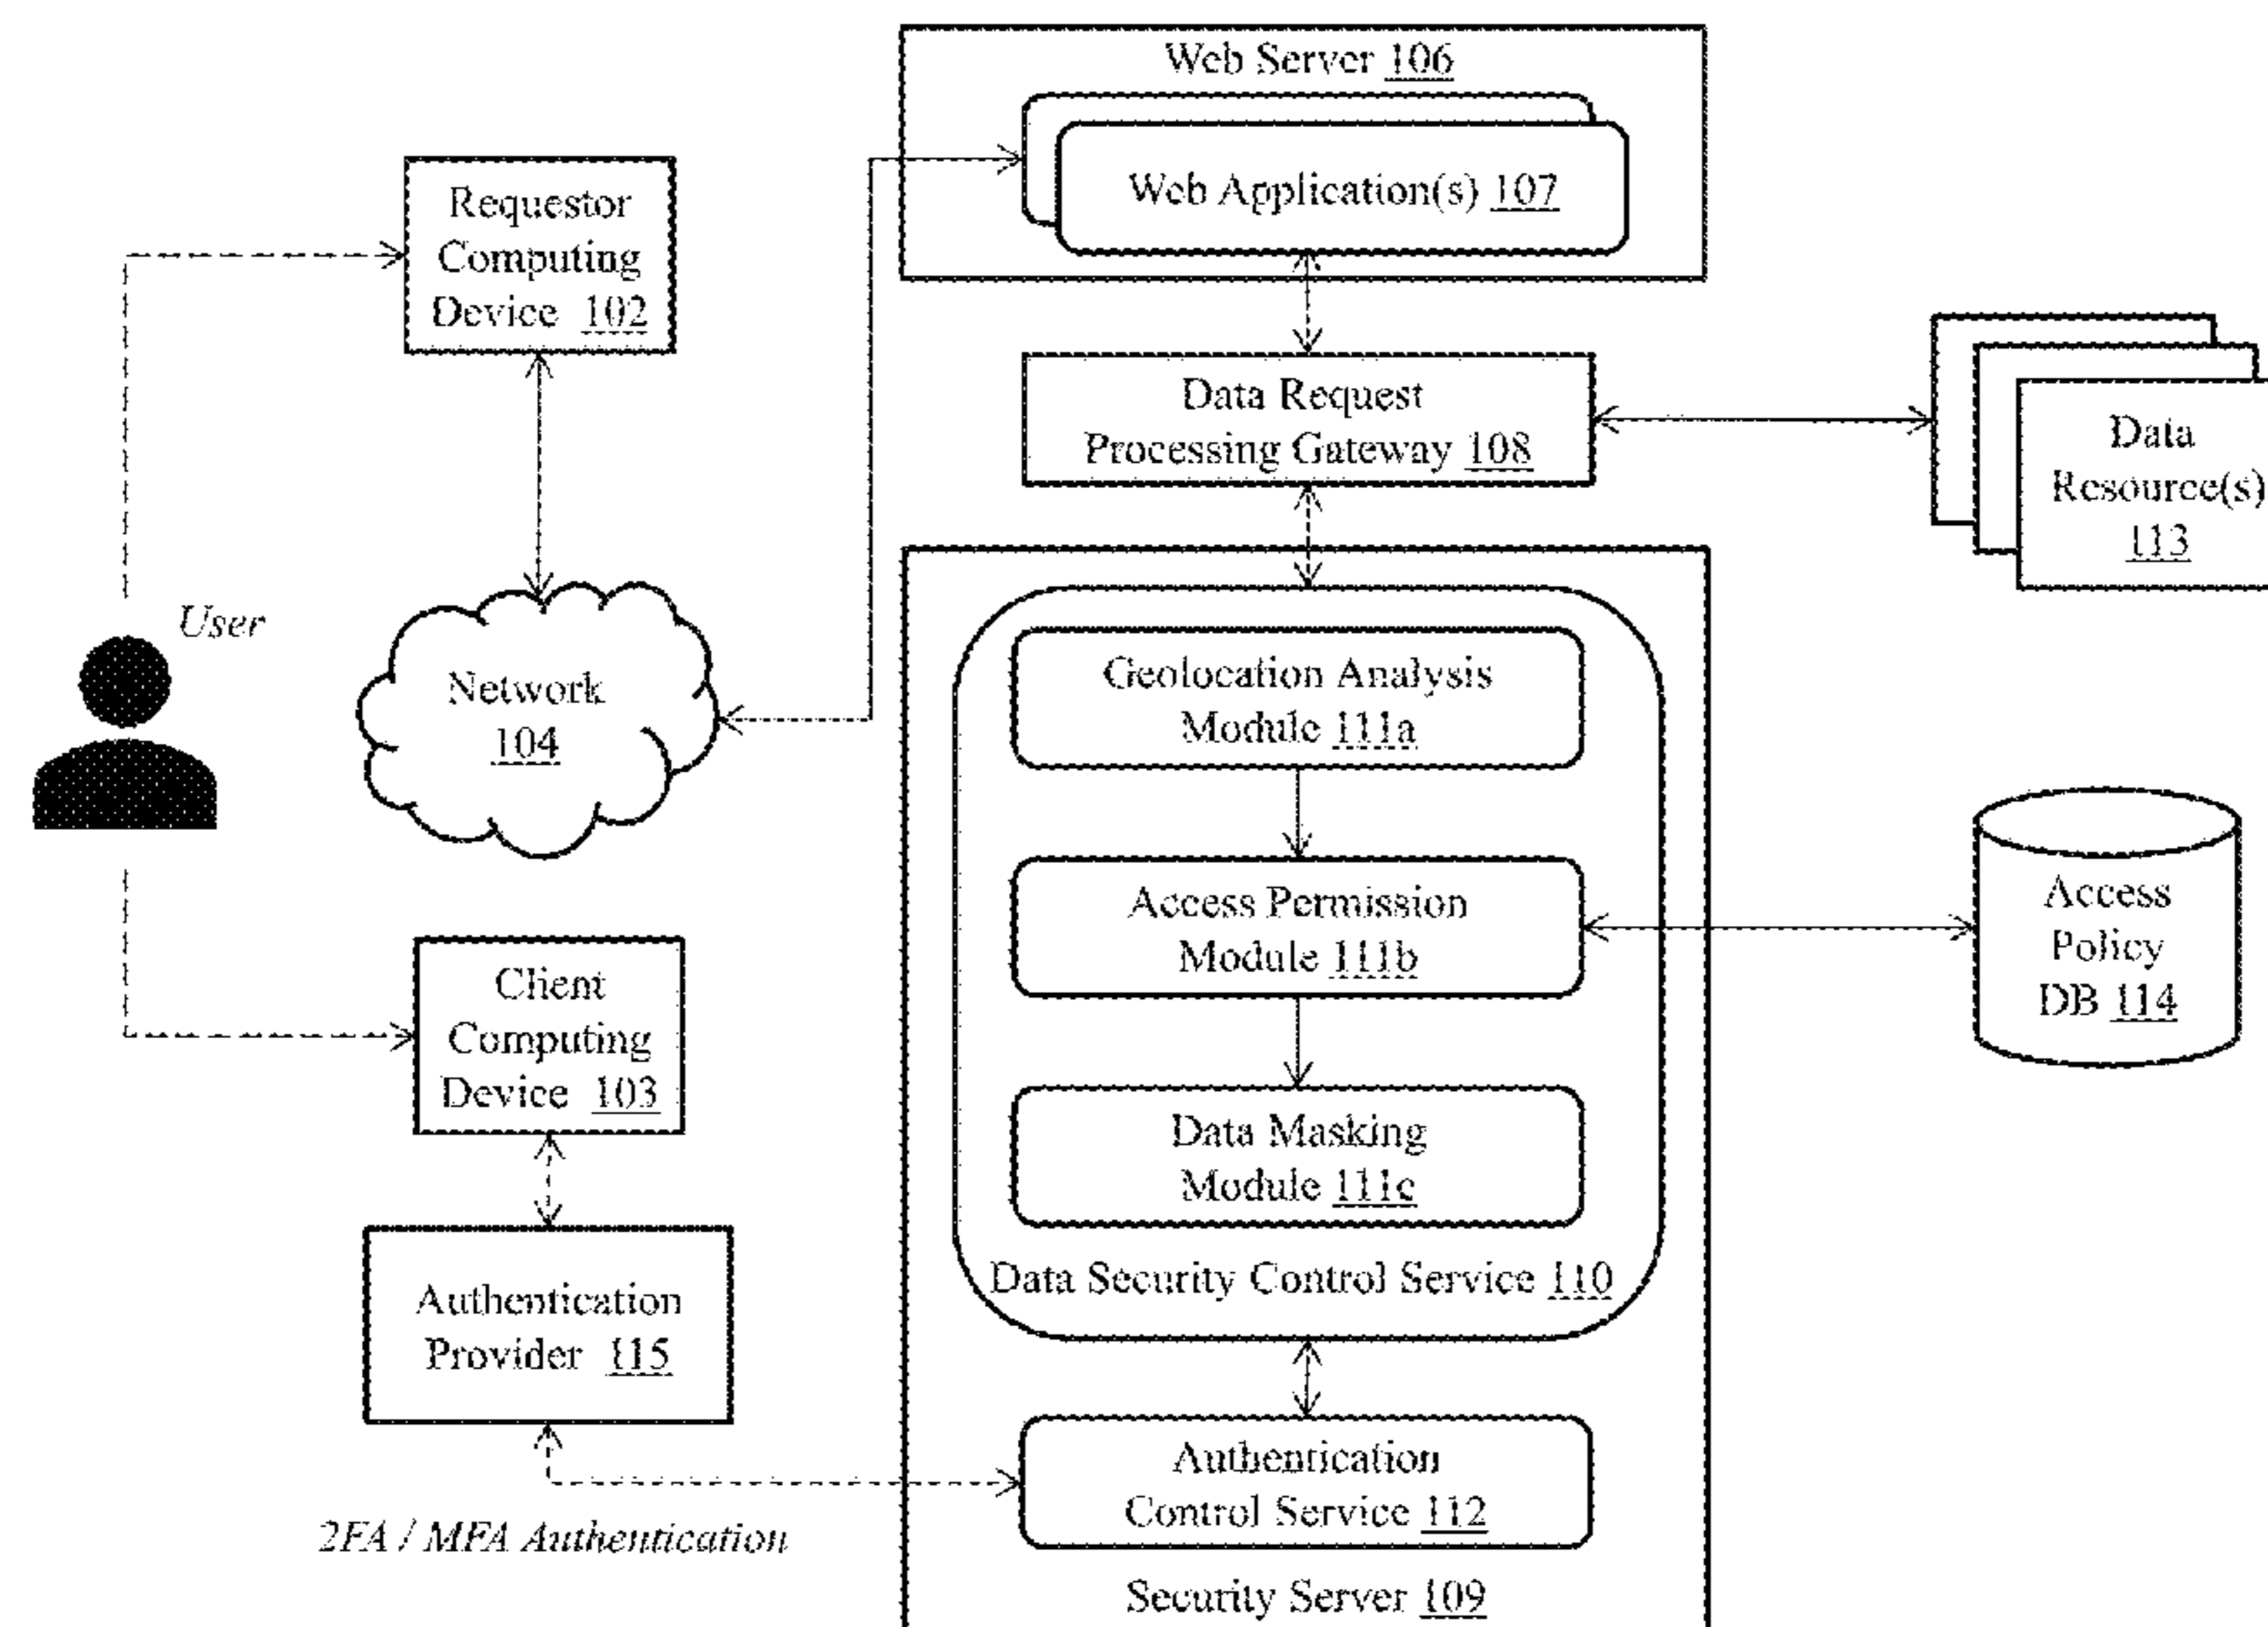 Web Server 106
Web Application(s) 107
Requestor
Computing
Device 102
Data Request
Processing Gateway 108
Data
Resource(s)
113
User
Network
104
Geolocation Analysis
Module 111a
Access Permission
Module 111b
Access
Policy
DB 114
Client
Computing
Device 103
Data Masking
Module 111c
Data Security Control Service 110
Authentication
Provider 115
Authentication
Control Service 112
2FA / MFA Authentication
Security Server 109